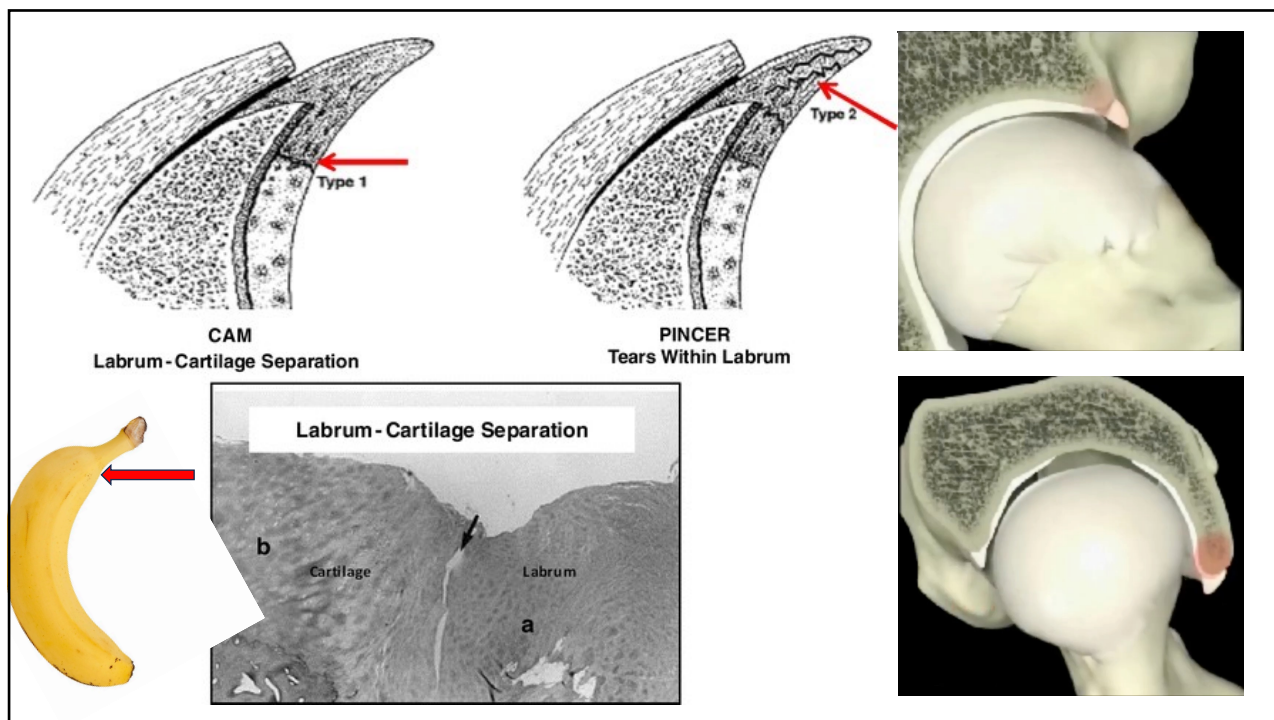 Type 1
Type 2
CAM
Labrum-Cartilage Separation
PINCER
Tears Within Labrum
Labrum-Cartilage Separation
b
Cartilage
Labrum
a